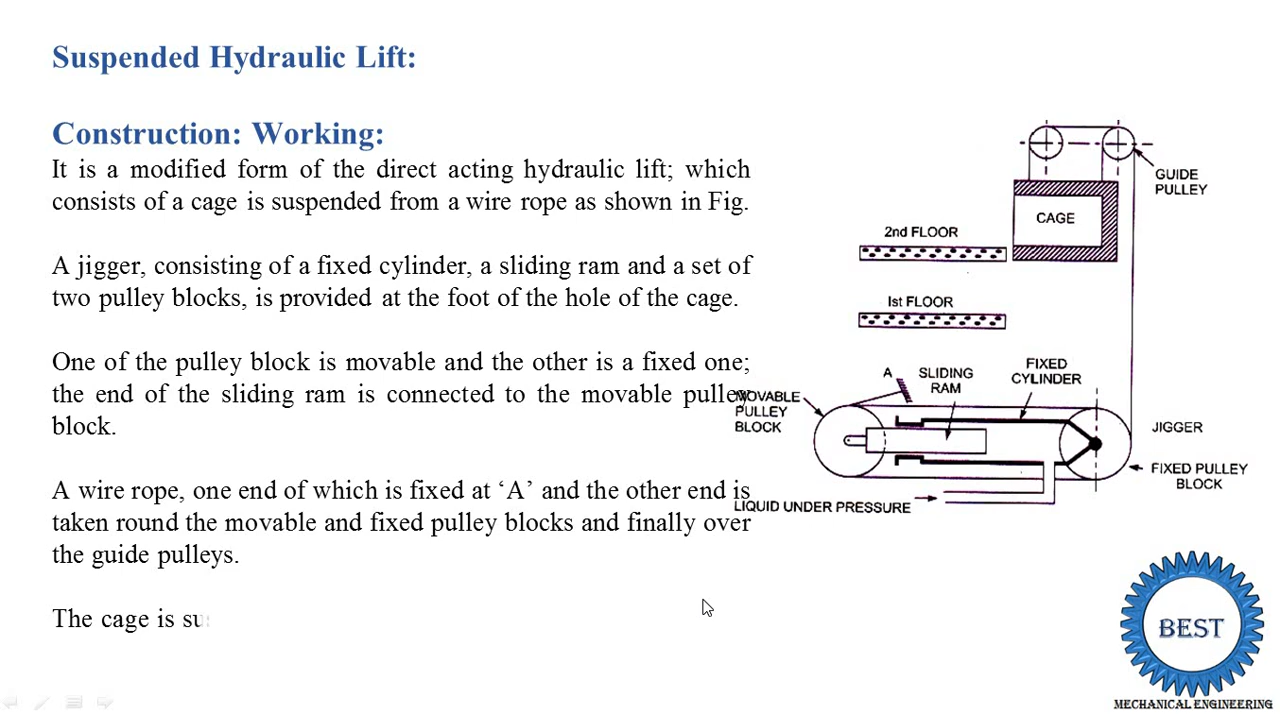 Suspended Hydraulic Lift:
Construction: Working:
It is a modified form of the direct acting hydraulic lift; which
consists of a cage is suspended from a wire rope as shown in Fig.
A jigger, consisting of a fixed cylinder, a sliding ram and a set of
two pulley blocks, is provided at the foot of the hole of the cage.
One of the pulley block is movable and the other is a fixed one;
the end of the sliding ram is connected to the movable pulley
block.
A wire rope, one end of which is fixed at ‘A’ and the other end is
taken round the movable and fixed pulley blocks and finally over
the guide pulleys.
The cage is su
GUIDE
PULLEY
CAGE
2nd FLOOR
1st FLOOR
A
SLIDING
RAM
FIXED
CYLINDER
MOVABLE
PULLEY
BLOCK
JIGGER
FIXED PULLEY
BLOCK
LIQUID UNDER PRESSURE
BEST
MECHANICAL ENGINEERING